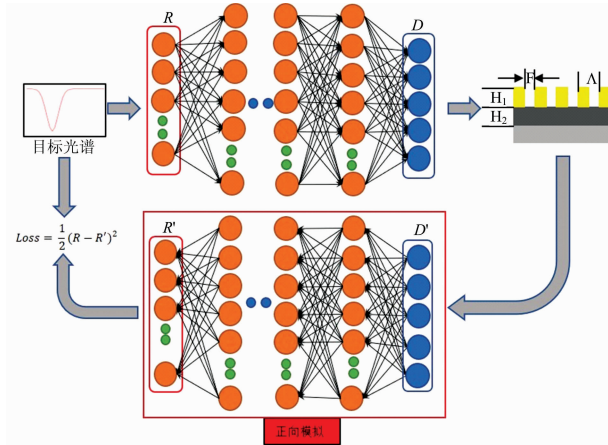 R
D
F
Λ
H₁
H₂
目标光谱
R'
D'
Loss = 1/2 (R − R')²
正向模拟